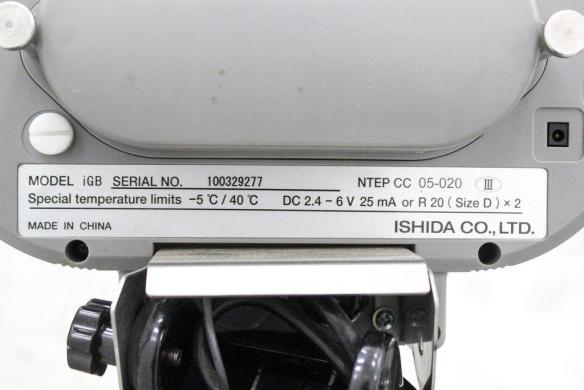 MODEL iGB SERIAL NO. 100329277 NTEP CC 05-020 III
Special temperature limits -5 ℃ / 40 ℃ DC 2.4 - 6 V 25 mA or R 20 ( Size D ) × 2
MADE IN CHINA ISHIDA CO., LTD.